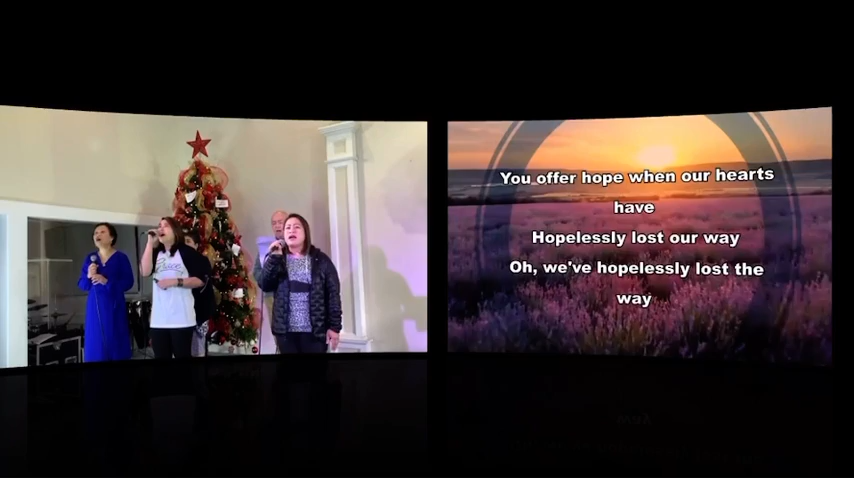 You offer hope when our hearts
have
Hopelessly lost our way
Oh, we've hopelessly lost the
way